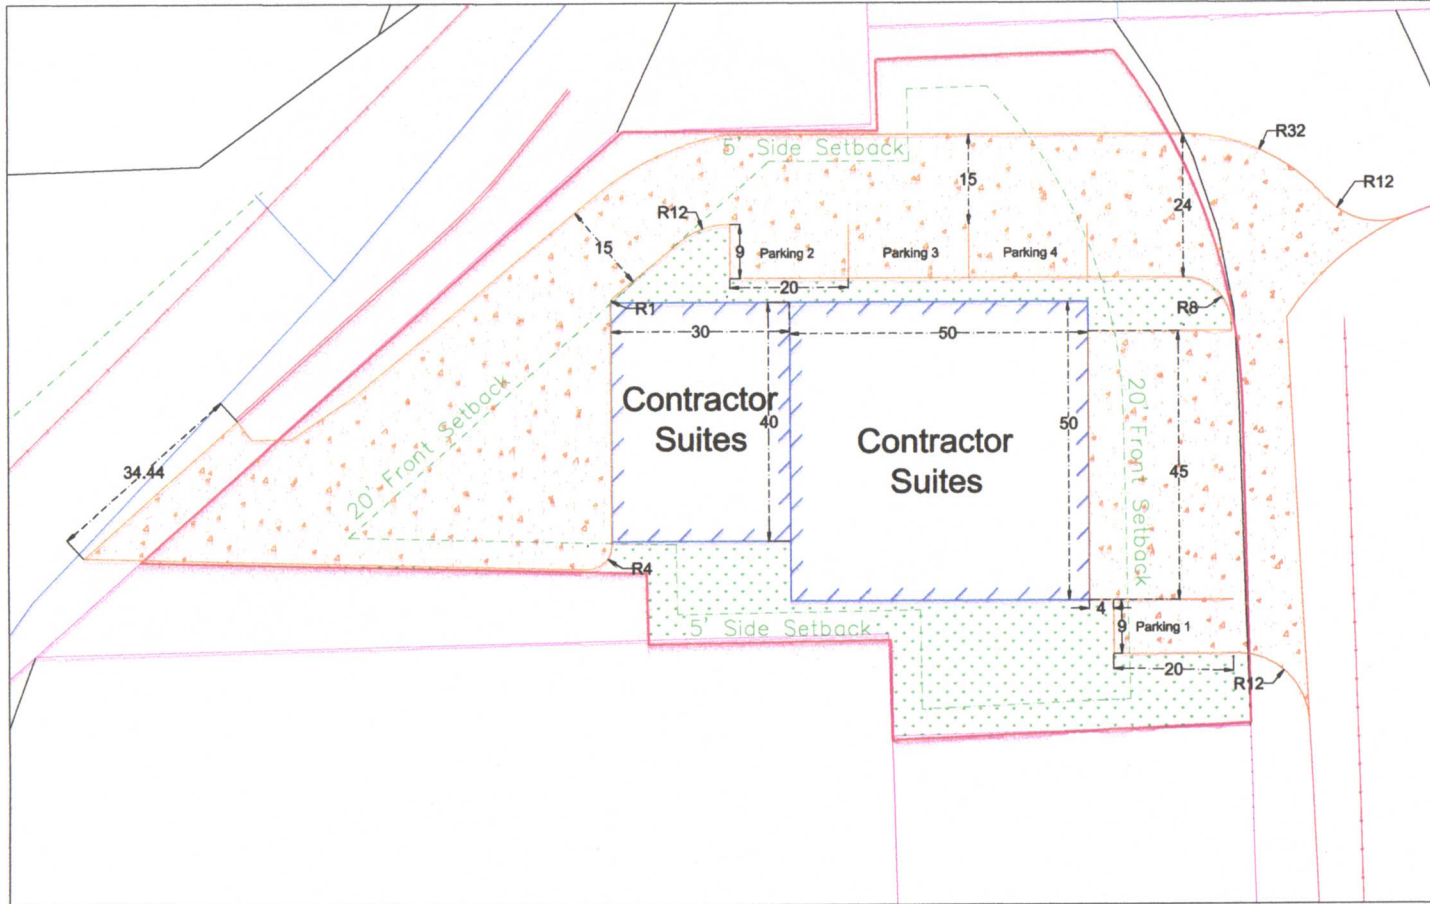 R32
5' Side Setback
15
R12
24
R12
15
9
Parking 2
Parking 3
Parking 4
20
R1
R8
30
50
Contractor
Suites
40
Contractor
Suites
50
45
20' Front Setback
20' Front Setback
34.44
R4
4
5' Side Setback
9
Parking 1
20
R12